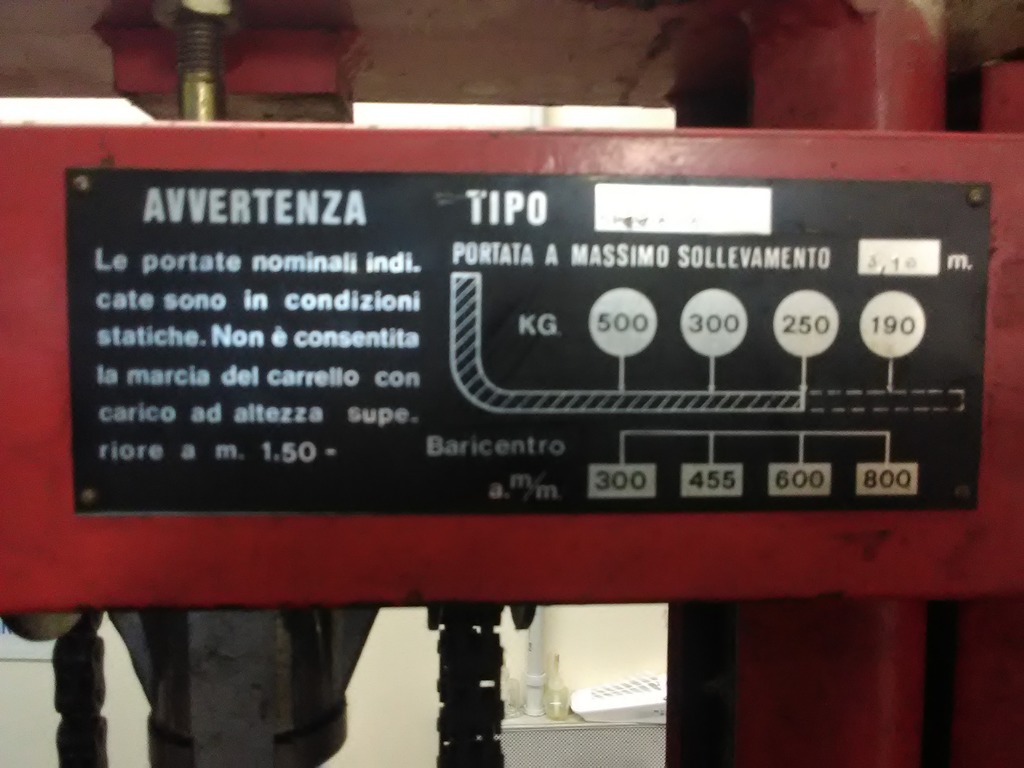 AVVERTENZA
Le portate nominali indi.
cate sono in condizioni
statiche. Non è consentita
la marcia del carrello con
carico ad altezza supe.
riore a m. 1.50 -
TIPO
PORTATA A MASSIMO SOLLEVAMENTO m.
KG. 500 300 250 190
Baricentro
a. m/m. 300 455 600 800